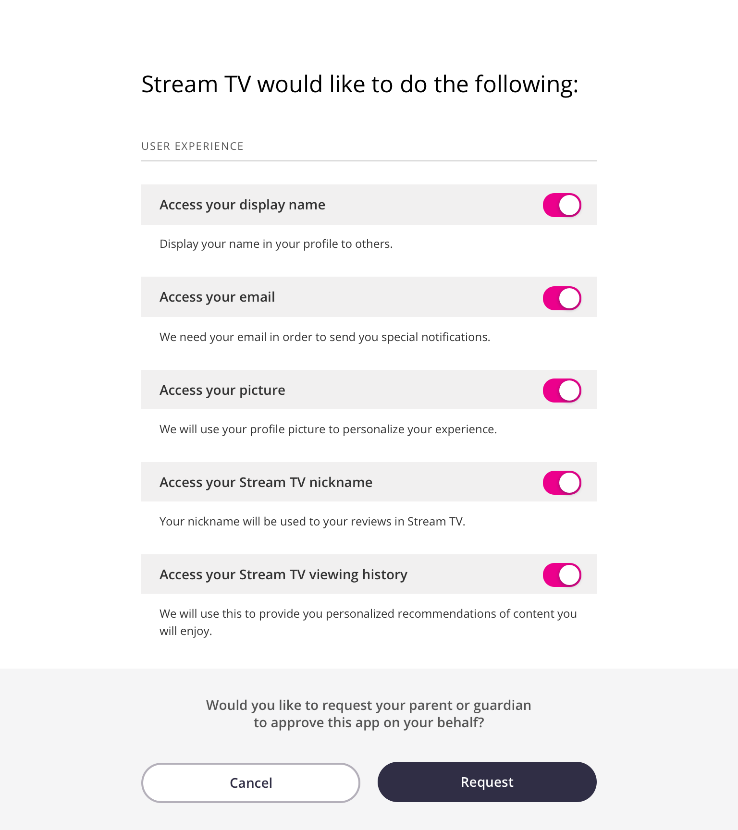 Stream TV would like to do the following:
USER EXPERIENCE
Access your display name
Display your name in your profile to others.
Access your email
We need your email in order to send you special notifications.
Access your picture
We will use your profile picture to personalize your experience.
Access your Stream TV nickname
Your nickname will be used to your reviews in Stream TV.
Access your Stream TV viewing history
We will use this to provide you personalized recommendations of content you
will enjoy.
Would you like to request your parent or guardian
to approve this app on your behalf?
Cancel
Request